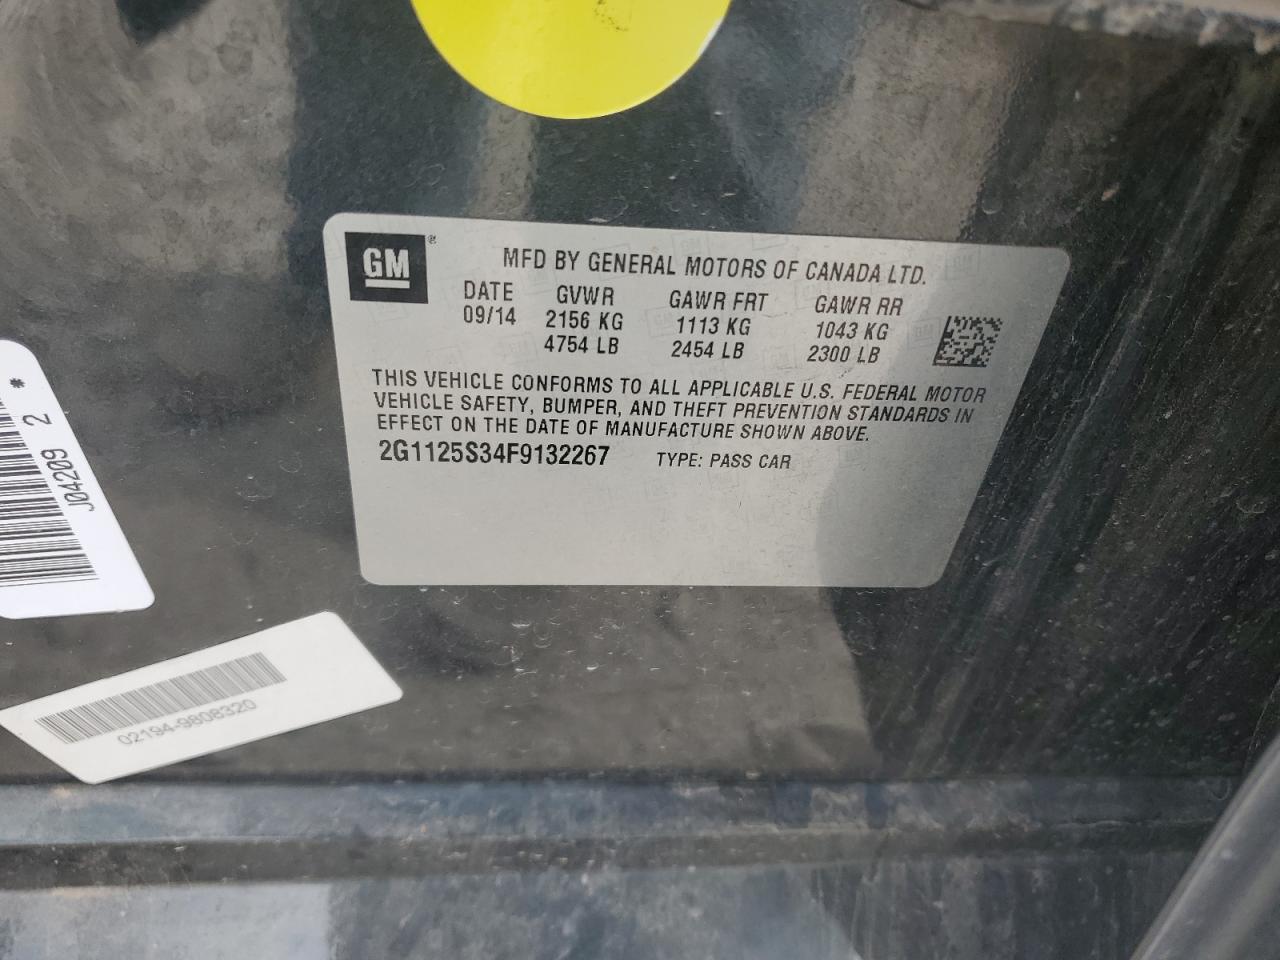 GM ®
MFD BY GENERAL MOTORS OF CANADA LTD.
DATE GVWR GAWR FRT GAWR RR
09/14 2156 KG 1113 KG 1043 KG
4754 LB 2454 LB 2300 LB
THIS VEHICLE CONFORMS TO ALL APPLICABLE U.S. FEDERAL MOTOR
VEHICLE SAFETY, BUMPER, AND THEFT PREVENTION STANDARDS IN
EFFECT ON THE DATE OF MANUFACTURE SHOWN ABOVE.
2G1125S34F9132267 TYPE: PASS CAR
J04209 2 *
02194-9808320